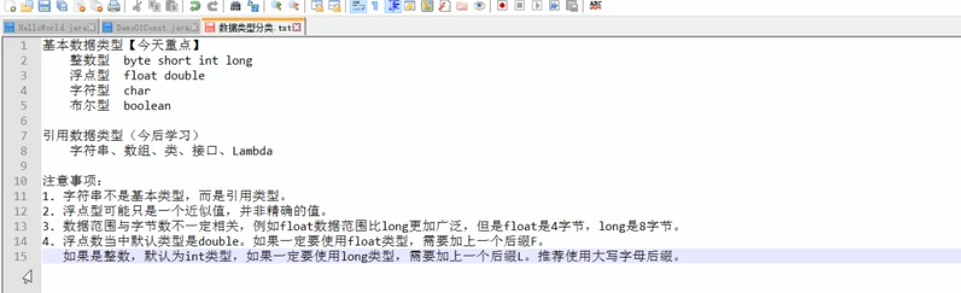 HelloWorld.java
Demo01Const.java
数据类型分类.txt
1 基本数据类型【今天重点】
2 整数型 byte short int long
3 浮点型 float double
4 字符型 char
5 布尔型 boolean
6
7 引用数据类型（今后学习）
8 字符串、数组、类、接口、Lambda
9
10 注意事项：
11 1. 字符串不是基本类型，而是引用类型。
12 2. 浮点型可能只是一个近似值，并非精确的值。
13 3. 数据范围与字节数不一定相关，例如float数据范围比long更加广泛，但是float是4字节，long是8字节。
14 4. 浮点数当中默认类型是double。如果一定要使用float类型，需要加上一个后缀F。
15 如果是整数，默认为int类型，如果一定要使用long类型，需要加上一个后缀L。推荐使用大写字母后缀。